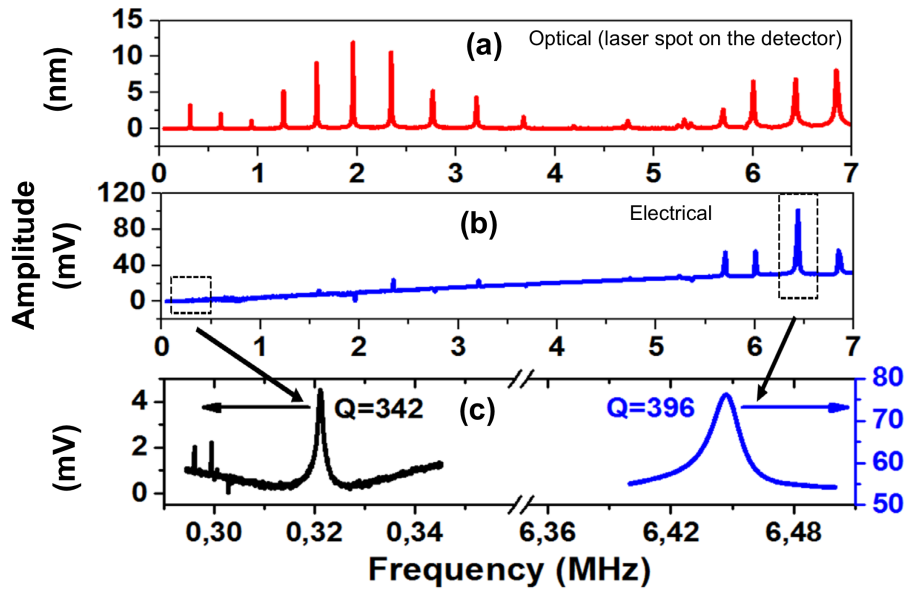 15
10
5
0
(nm)
(a)
Optical (laser spot on the detector)
0 1 2 3 4 5 6 7
120
80
40
0
Amplitude
(mV)
(b)
Electrical
0 1 2 3 4 5 6 7
4
2
0
(mV)
Q=342
(c)
Q=396
80
70
60
50
0,30 0,32 0,34 6,36 6,42 6,48
Frequency (MHz)